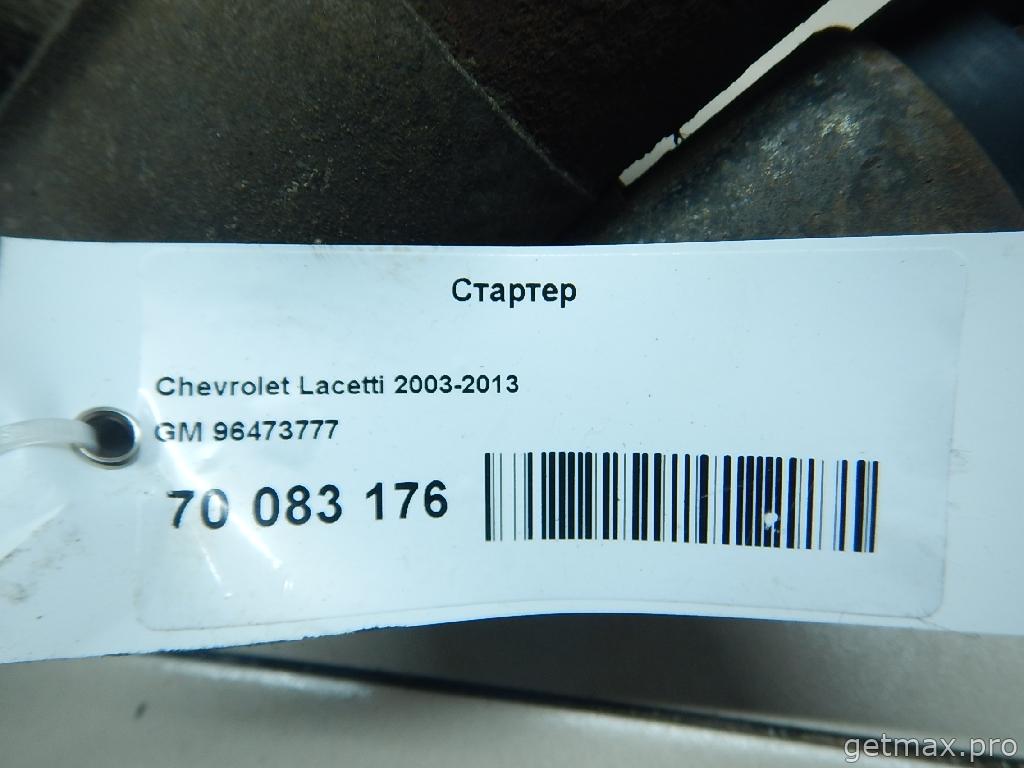 Стартер
Chevrolet Lacetti 2003-2013
GM 96473777
70 083 176
getmax.pro